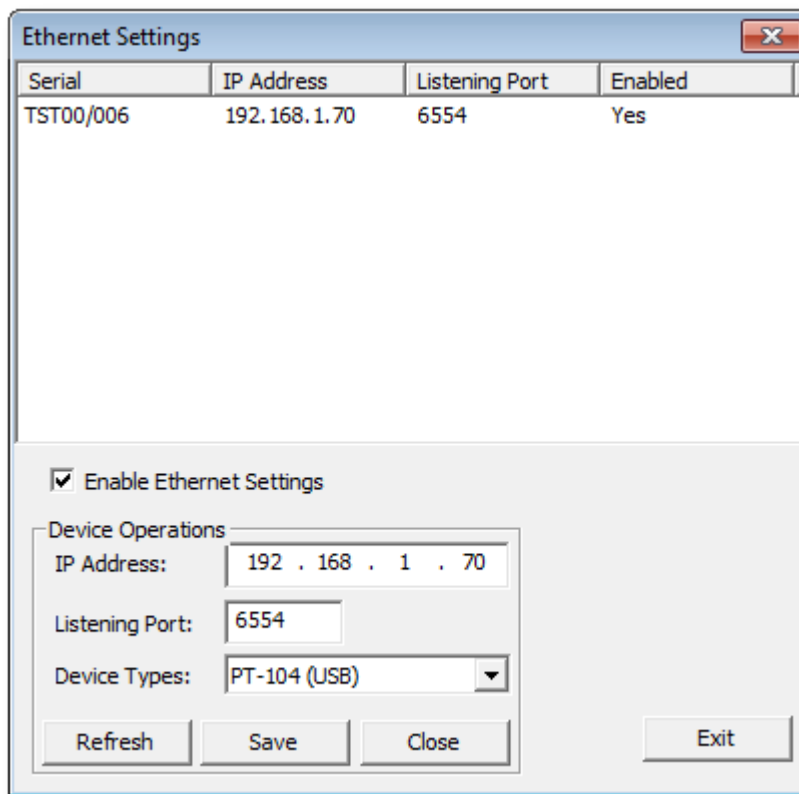 Ethernet Settings
Serial IP Address Listening Port Enabled
TST00/006 192.168.1.70 6554 Yes
Enable Ethernet Settings
Device Operations
IP Address: 192 . 168 . 1 . 70
Listening Port: 6554
Device Types: PT-104 (USB)
Refresh Save Close Exit